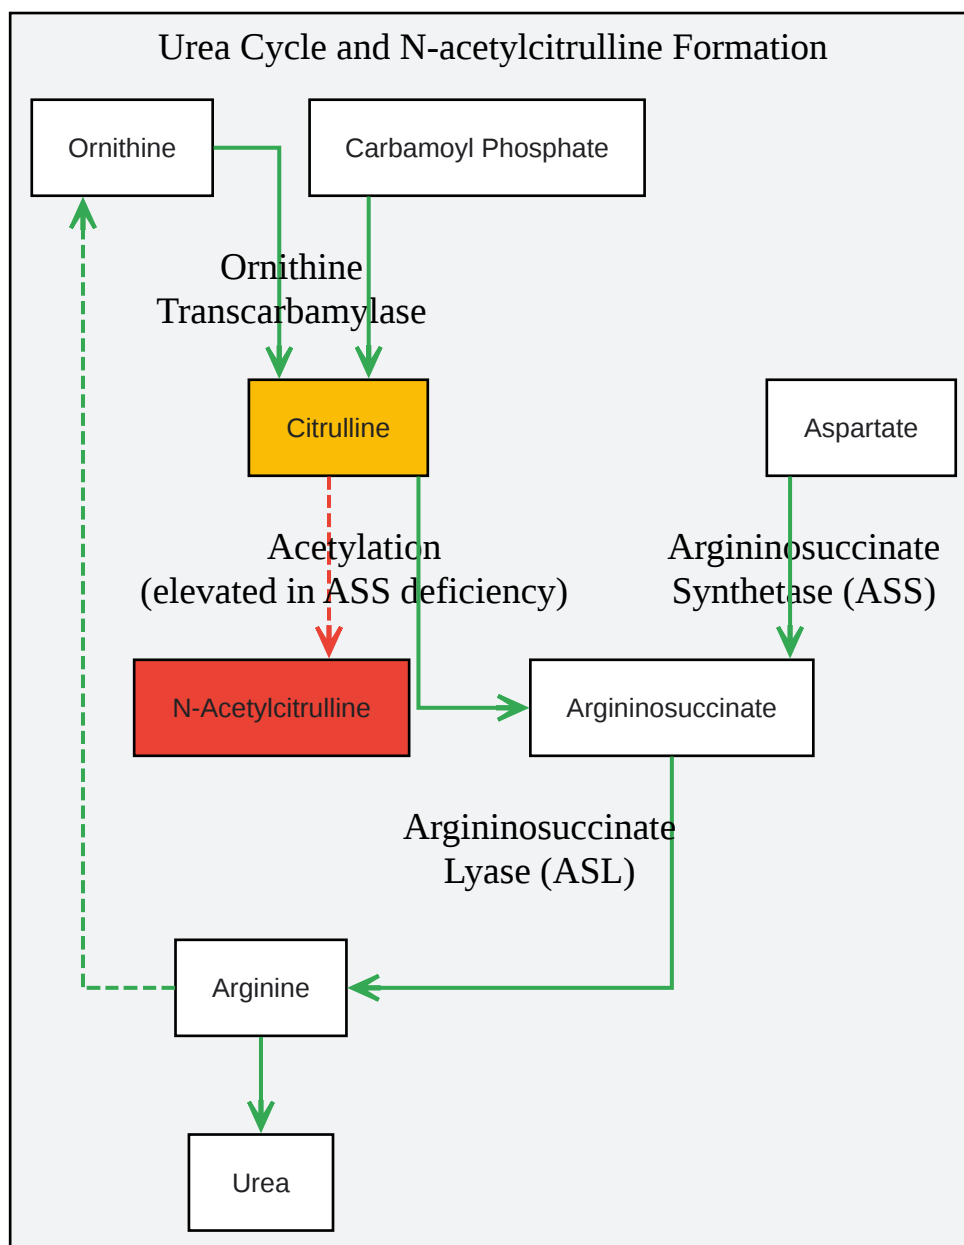 Urea Cycle and N-acetylcitrulline Formation
Ornithine
Carbamoyl Phosphate
Ornithine
Transcarbamylase
Citrulline
Aspartate
Acetylation
(elevated in ASS deficiency)
Argininosuccinate
Synthetase (ASS)
N-Acetylcitrulline
Argininosuccinate
Argininosuccinate
Lyase (ASL)
Arginine
Urea